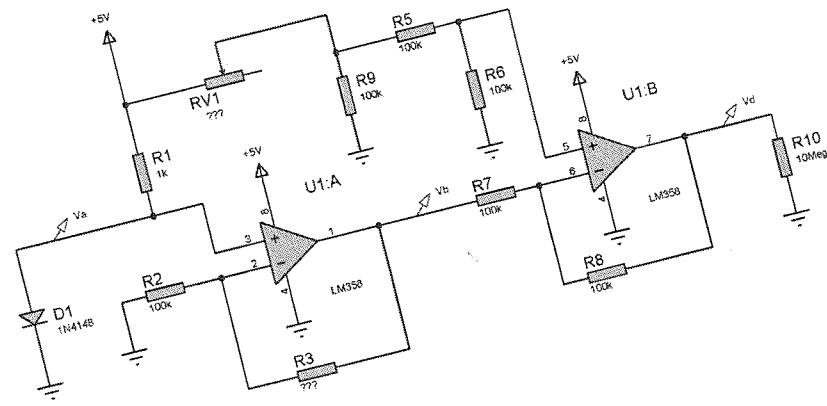 +5V
RV1
???
R5
100k
R9
100k
R6
100k
+5V
U1:B
8
5
6
7
4
LM358
Vd
R10
10Meg
R1
1k
+5V
U1:A
8
3
2
1
4
LM358
Va
Vb
R7
100k
R8
100k
R2
100k
R3
???
D1
1N4148